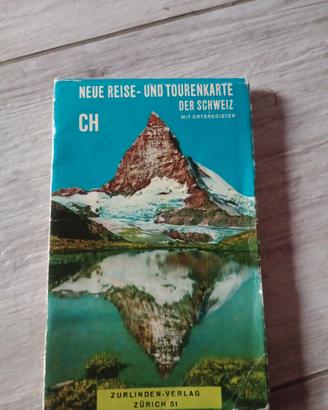 NEUE REISE- UND TOURENKARTE
DER SCHWEIZ
MIT ORTSREGISTER
CH
ZURLINDEN-VERLAG
ZÜRICH 51